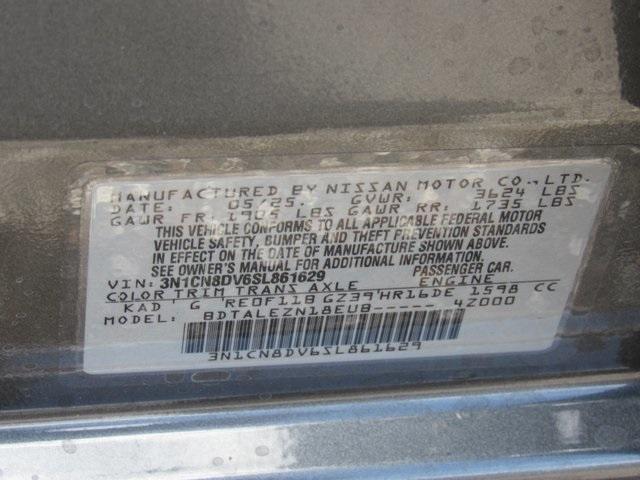 MANUFACTURED BY NISSAN MOTOR CO., LTD.
DATE: 05/25. GVWR: 3624 LBS
GAWR FR 1905 LBS GAWR RR: 1735 LBS
THIS VEHICLE CONFORMS TO ALL APPLICABLE FEDERAL MOTOR
VEHICLE SAFETY, BUMPER AND THEFT PREVENTION STANDARDS
IN EFFECT ON THE DATE OF MANUFACTURE SHOWN ABOVE.
SEE OWNER'S MANUAL FOR ADDITIONAL INFORMATION.
VIN: 3N1CN8DV6SL861629 PASSENGER CAR.
COLOR TRIM TRANS AXLE ENGINE
KAD G RE0F11B GZ39 HR16DE 1598 CC
MODEL: BDTALEZN18EUB----- 4Z000
3N1CN8DV6SL861629